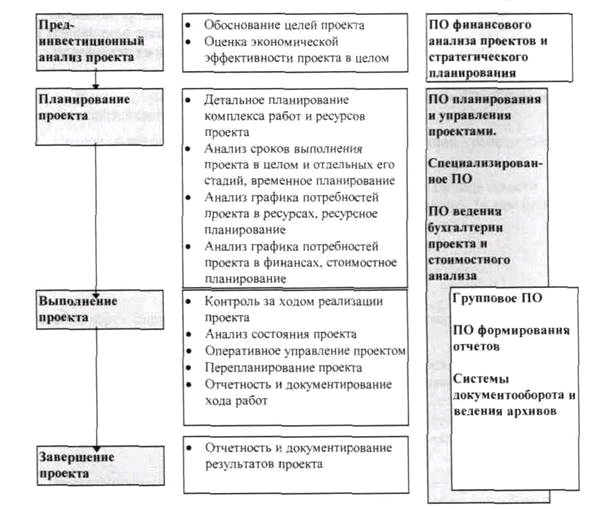 Пред-
инвестиционный
анализ проекта
• Обоснование целей проекта
• Оценка экономической
эффективности проекта в целом
ПО финансового
анализа проектов и
стратегического
планирования
Планирование
проекта
• Детальное планирование
комплекса работ и ресурсов
проекта
• Анализ сроков выполнения
проекта в целом и отдельных его
стадий, временное планирование
• Анализ графика потребностей
проекта в ресурсах, ресурсное
планирование
• Анализ графика потребностей
проекта в финансах, стоимостное
планирование
ПО планирования
и управления
проектами.
Специализирован-
ное ПО
ПО ведения
бухгалтерии
проекта и
стоимостного
анализа
Выполнение
проекта
• Контроль за ходом реализации
проекта
• Анализ состояния проекта
• Оперативное управление проектом
• Перепланирование проекта
• Отчетность и документирование
хода работ
Групповое ПО
ПО формирования
отчетов
Системы
документооборота и
ведения архивов
Завершение
проекта
• Отчетность и документирование
результатов проекта